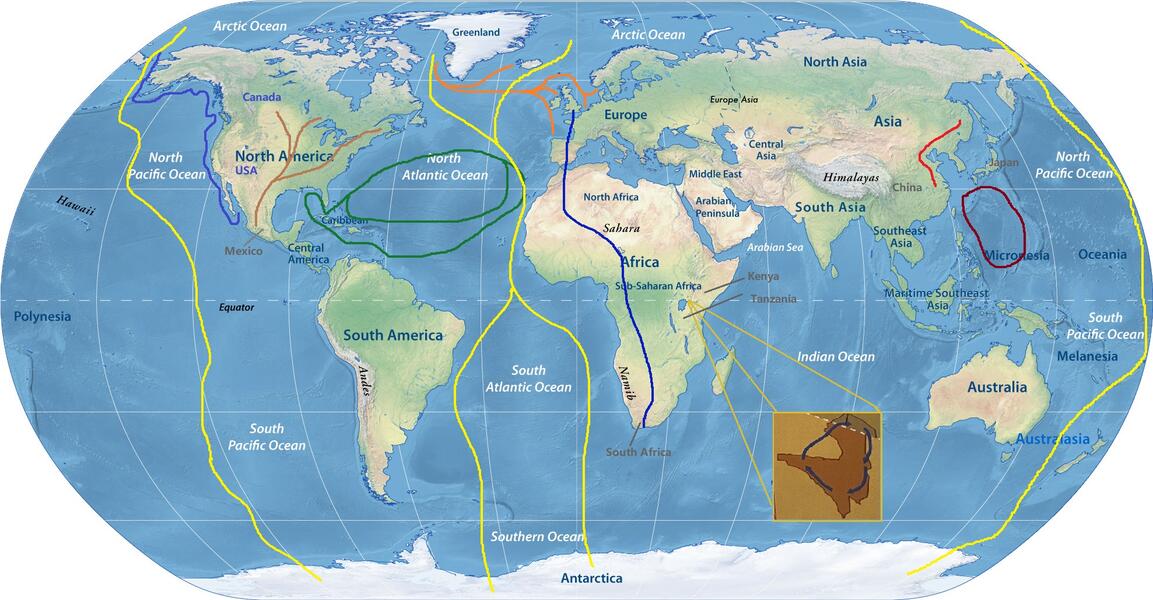 Arctic Ocean
Greenland
Arctic Ocean
North Asia
Canada
Europe Asia
Europe
Asia
North
Pacific Ocean
North America
USA
North
Atlantic Ocean
Central
Asia
Japan
North
Pacific Ocean
Middle East
Himalayas
China
Hawaii
North Africa
Arabian
Peninsula
South Asia
Caribbean
Sahara
Southeast
Asia
Mexico
Central
America
Arabian Sea
Africa
Micronesia
Oceania
Kenya
Sub-Saharan Africa
Tanzania
Maritime Southeast
Asia
Equator
Polynesia
South
Pacific Ocean
South America
Indian Ocean
Melanesia
Andes
South
Atlantic Ocean
Namib
Australia
South
Pacific Ocean
South Africa
Australasia
Southern Ocean
Antarctica